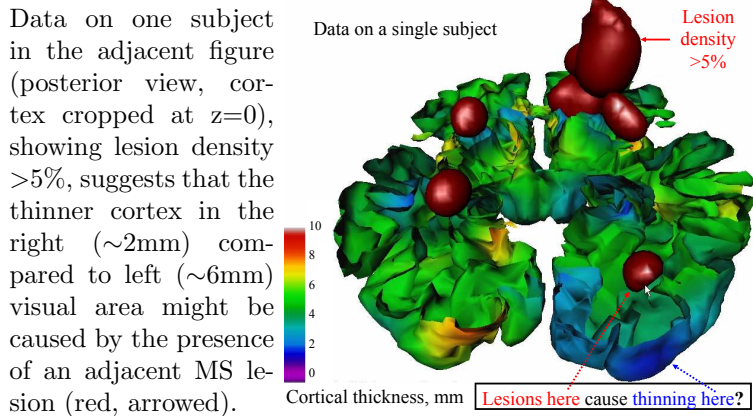 Data on one subject
in the adjacent figure
(posterior view, cor-
tex cropped at z=0),
showing lesion density
>5%, suggests that the
thinner cortex in the
right (∼2mm) com-
pared to left (∼6mm)
visual area might be
caused by the presence
of an adjacent MS le-
sion (red, arrowed).
Data on a single subject
Lesion
density
>5%
10
8
6
4
2
0
Cortical thickness, mm
Lesions here cause thinning here?